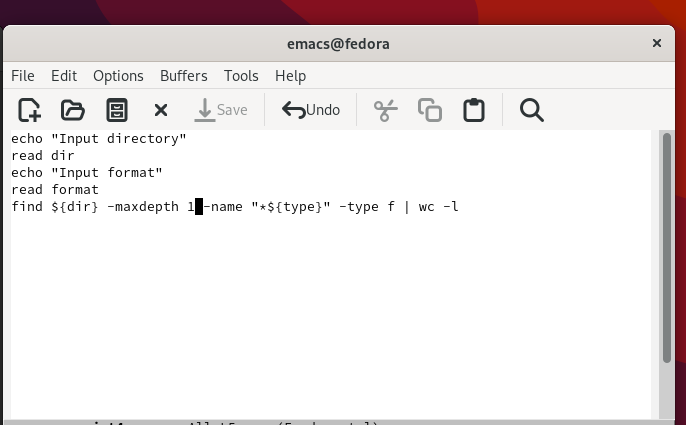 emacs@fedora
File Edit Options Buffers Tools Help
Save Undo
echo "Input directory"
read dir
echo "Input format"
read format
find ${dir} -maxdepth 1 -name "*${type}" -type f | wc -l